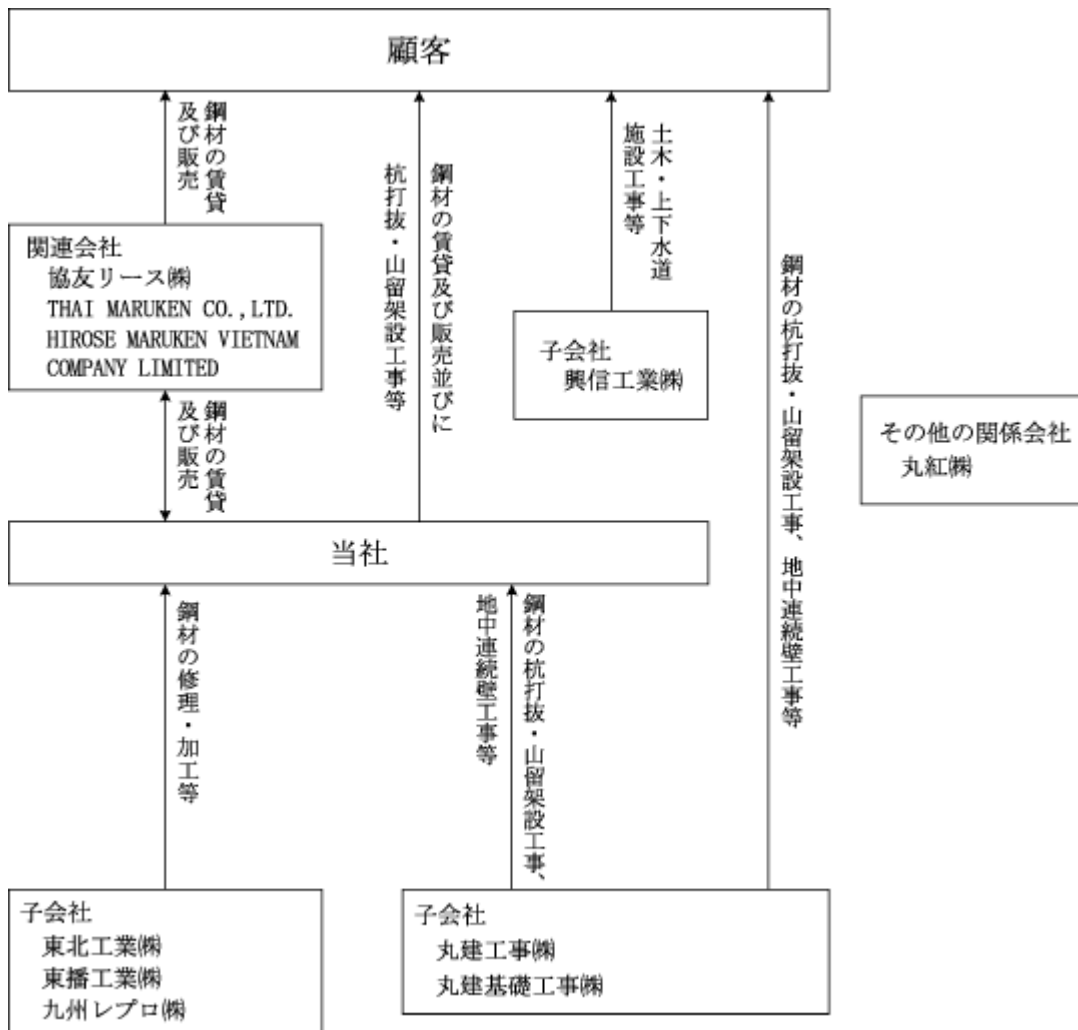 顧客
鋼材の賃貸
及び販売
鋼材の賃貸及び販売並びに
杭打抜・山留架設工事等
土木・上下水道
施設工事等
鋼材の杭打抜・山留架設工事、地中連続壁工事等
関連会社
協友リース㈱
THAI MARUKEN CO.,LTD.
HIROSE MARUKEN VIETNAM
COMPANY LIMITED
子会社
興信工業㈱
その他の関係会社
丸紅㈱
鋼材の賃貸
及び販売
当社
鋼材の修理・加工等
鋼材の杭打抜・山留架設工事、
地中連続壁工事等
子会社
東北工業㈱
東播工業㈱
九州レプロ㈱
子会社
丸建工事㈱
丸建基礎工事㈱